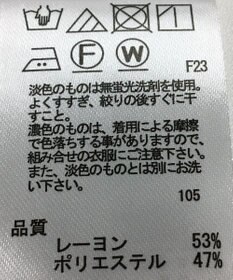 F W F23
淡色のものは無蛍光洗剤を使用。
よくすすぎ、絞りの後すぐに干
すこと。
濃色のものは、着用による摩擦
で色落ちする事がありますので、
組み合せの衣服にご注意下さい。
また、淡色のものとは別にお洗
い下さい。
105
品質
レーヨン 53%
ポリエステル 47%